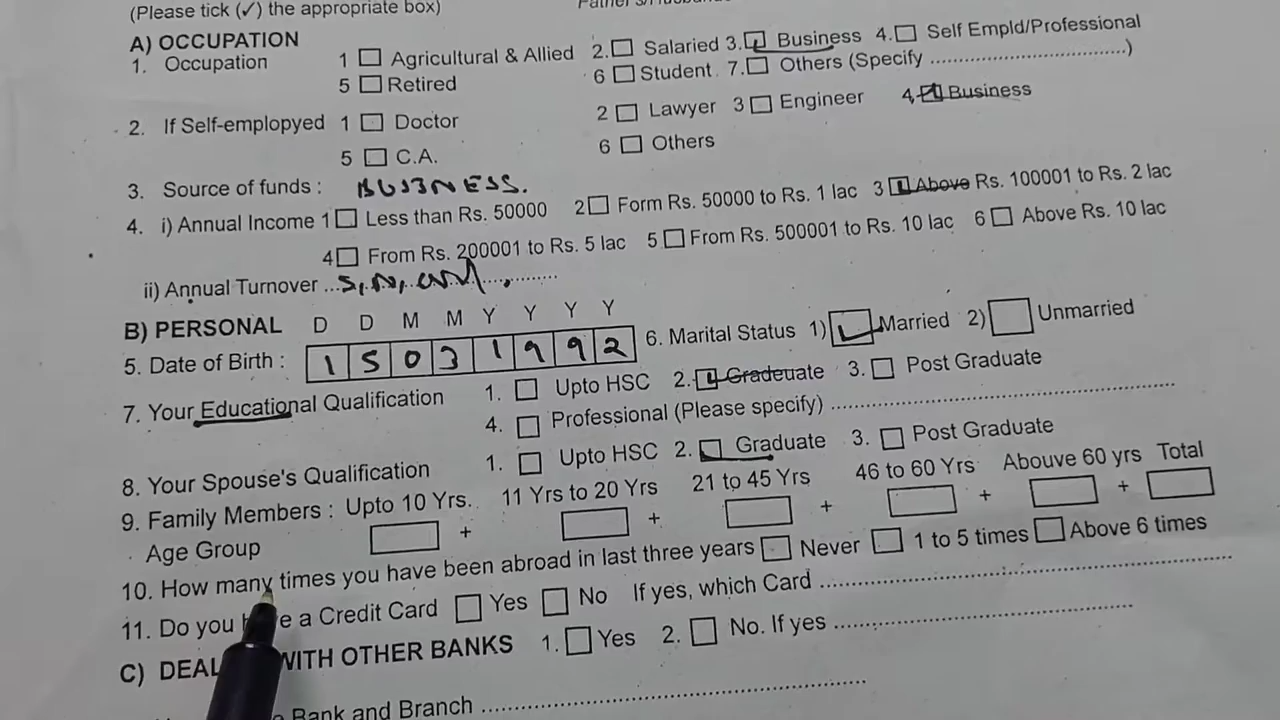 (Please tick (✓) the appropriate box)
A) OCCUPATION
1. Occupation 1 ☐ Agricultural & Allied 2. ☐ Salaried 3. ☑ Business 4. ☐ Self Empld/Professional
5 ☐ Retired 6 ☐ Student 7. ☐ Others (Specify ..............................)
2. If Self-emplopyed 1 ☐ Doctor 2 ☐ Lawyer 3 ☐ Engineer 4. ☑ Business
5 ☐ C.A. 6 ☐ Others
3. Source of funds : BUSINESS.
4. i) Annual Income 1 ☐ Less than Rs. 50000 2 ☐ Form Rs. 50000 to Rs. 1 lac 3 ☑ Above Rs. 100001 to Rs. 2 lac
4 ☐ From Rs. 200001 to Rs. 5 lac 5 ☐ From Rs. 500001 to Rs. 10 lac 6 ☐ Above Rs. 10 lac
ii) Annual Turnover ..............
B) PERSONAL D D M M Y Y Y Y
5. Date of Birth : 1 5 0 3 1 9 9 2 6. Marital Status 1) ☑ Married 2) ☐ Unmarried
7. Your Educational Qualification 1. ☐ Upto HSC 2. ☑ Gradeuate 3. ☐ Post Graduate
4. ☐ Professional (Please specify) ..............................
8. Your Spouse's Qualification 1. ☐ Upto HSC 2. ☑ Graduate 3. ☐ Post Graduate
9. Family Members : Upto 10 Yrs. 11 Yrs to 20 Yrs 21 to 45 Yrs 46 to 60 Yrs Abouve 60 yrs Total
Age Group ☐ + ☐ + ☐ + ☐ + ☐ + ☐
10. How many times you have been abroad in last three years ☐ Never ☐ 1 to 5 times ☐ Above 6 times
11. Do you a Credit Card ☐ Yes ☐ No If yes, which Card ..............................
C) WITH OTHER BANKS 1. ☐ Yes 2. ☐ No. If yes ..............................
Bank and Branch ..............................